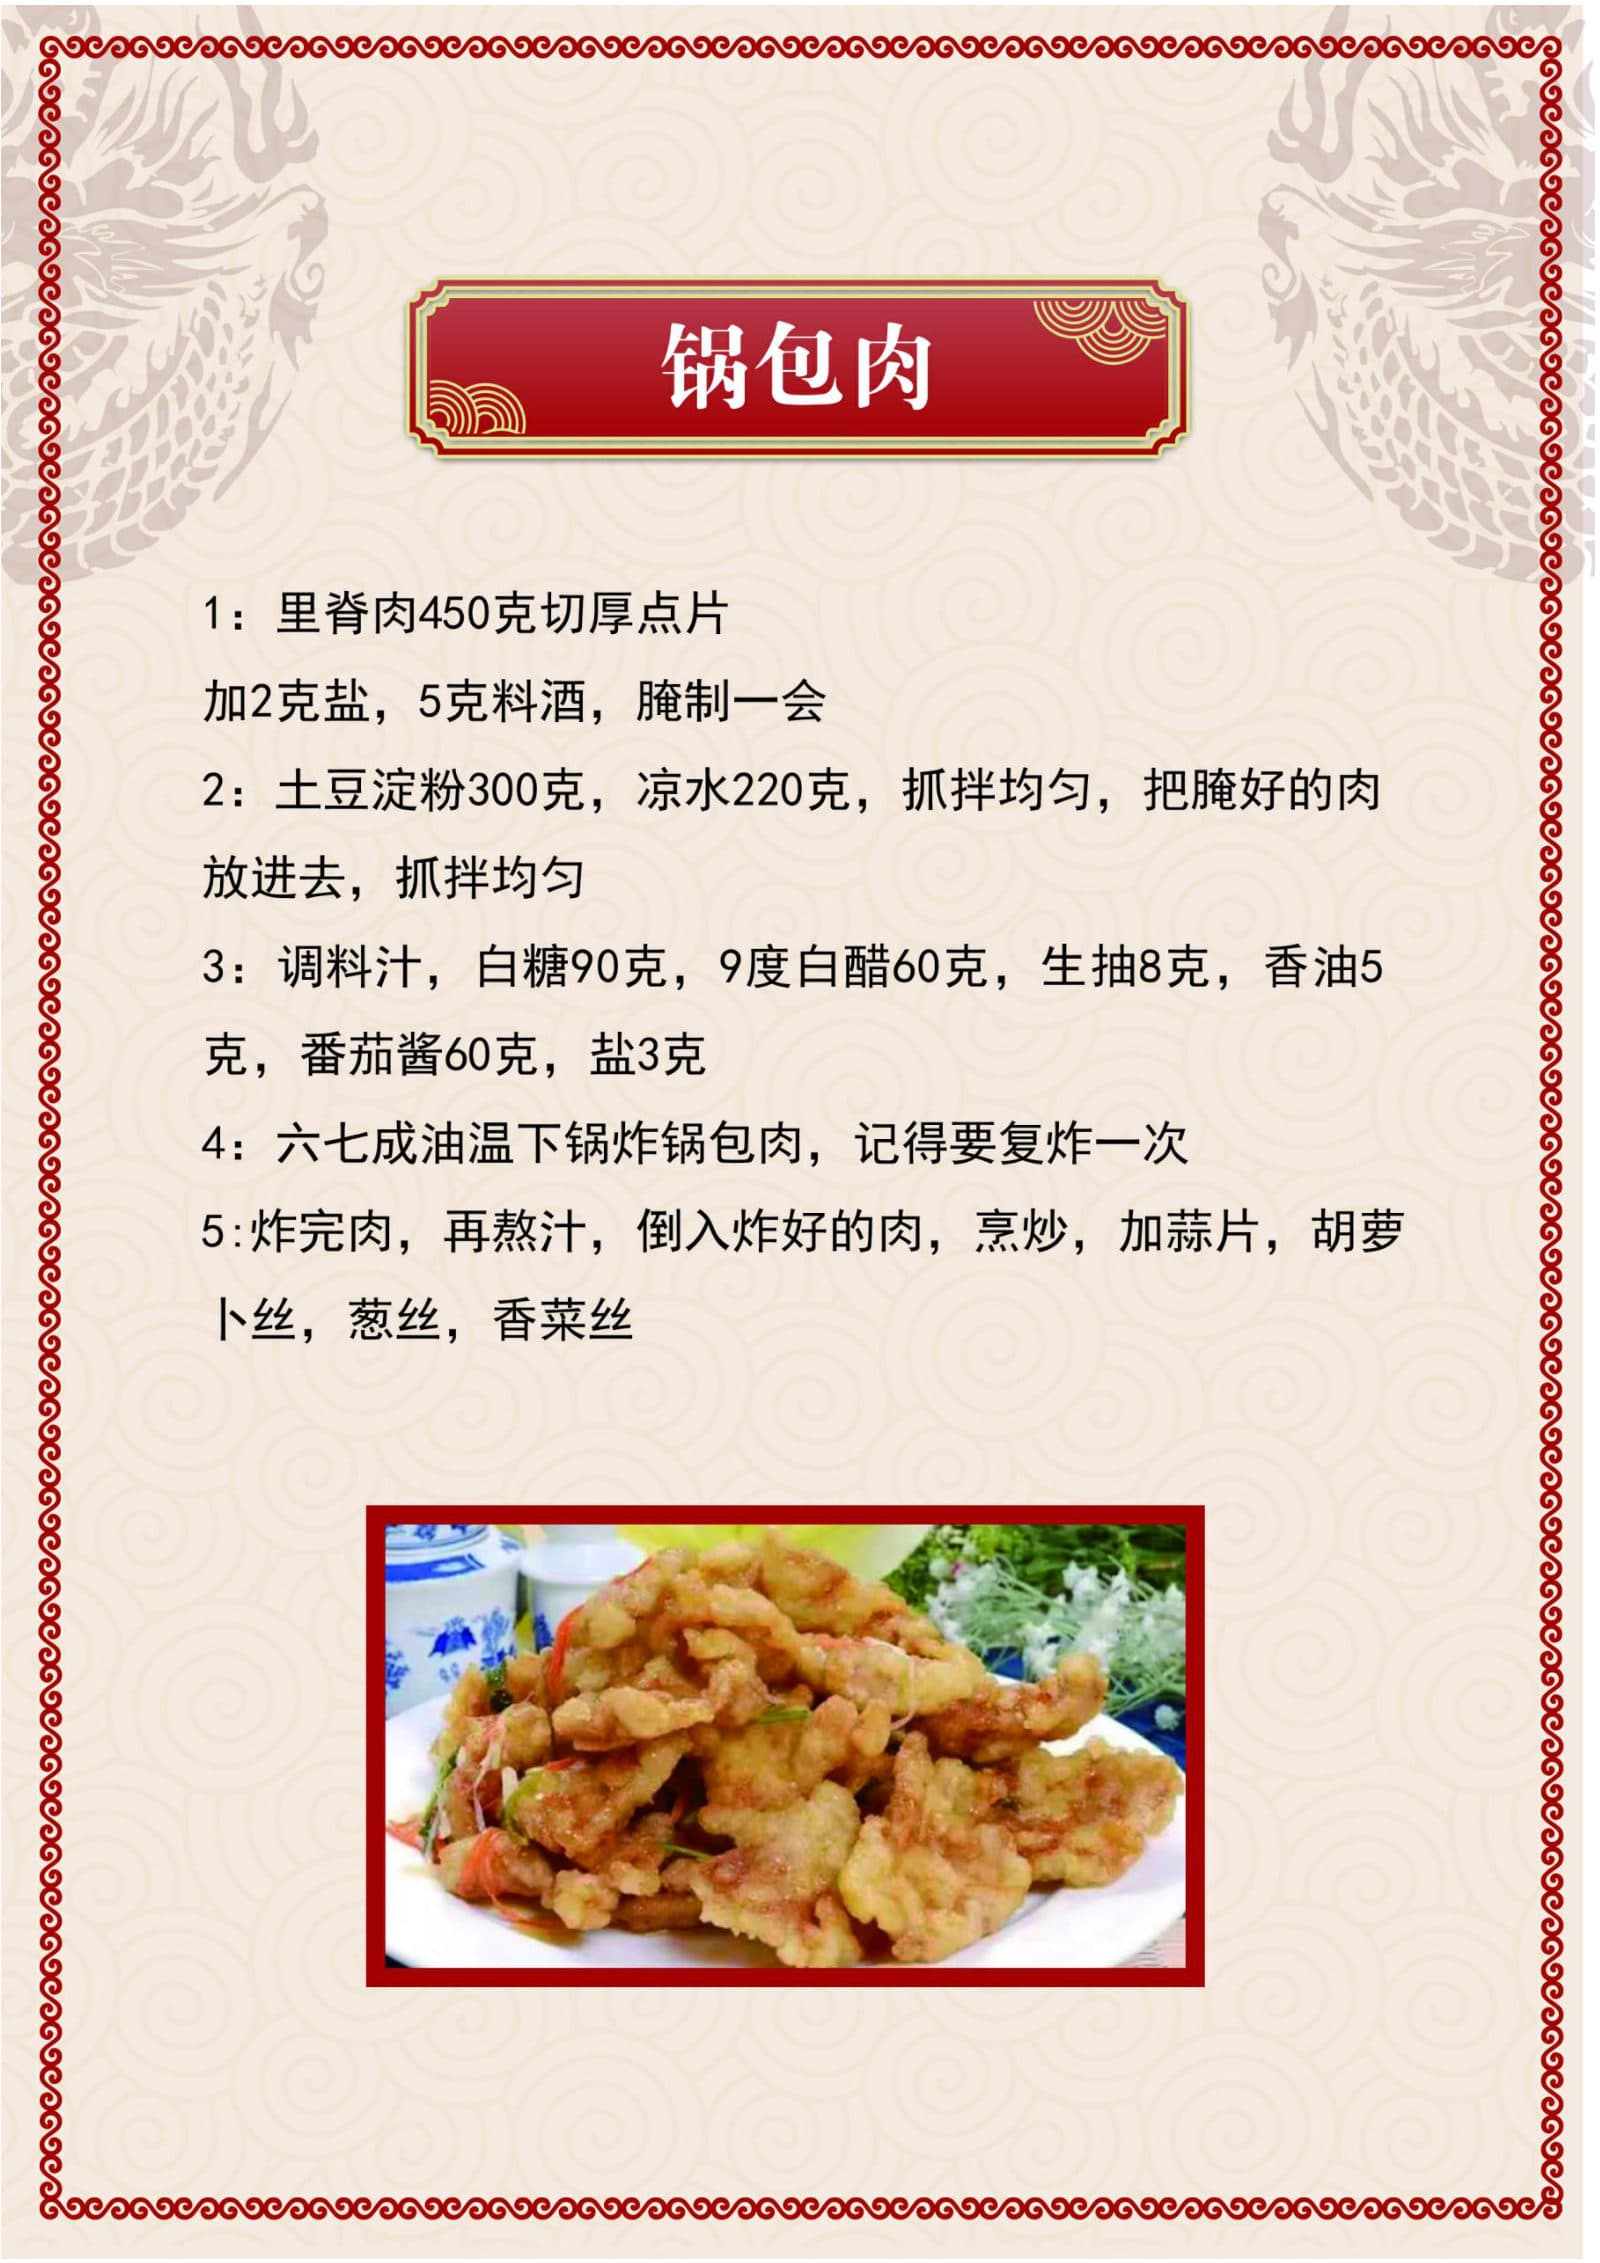 锅包肉
1：里脊肉450克切厚点片
加2克盐，5克料酒，腌制一会
2：土豆淀粉300克，凉水220克，抓拌均匀，把腌好的肉
放进去，抓拌均匀
3：调料汁，白糖90克，9度白醋60克，生抽8克，香油5
克，番茄酱60克，盐3克
4：六七成油温下锅炸锅包肉，记得要复炸一次
5:炸完肉，再熬汁，倒入炸好的肉，烹炒，加蒜片，胡萝
卜丝，葱丝，香菜丝